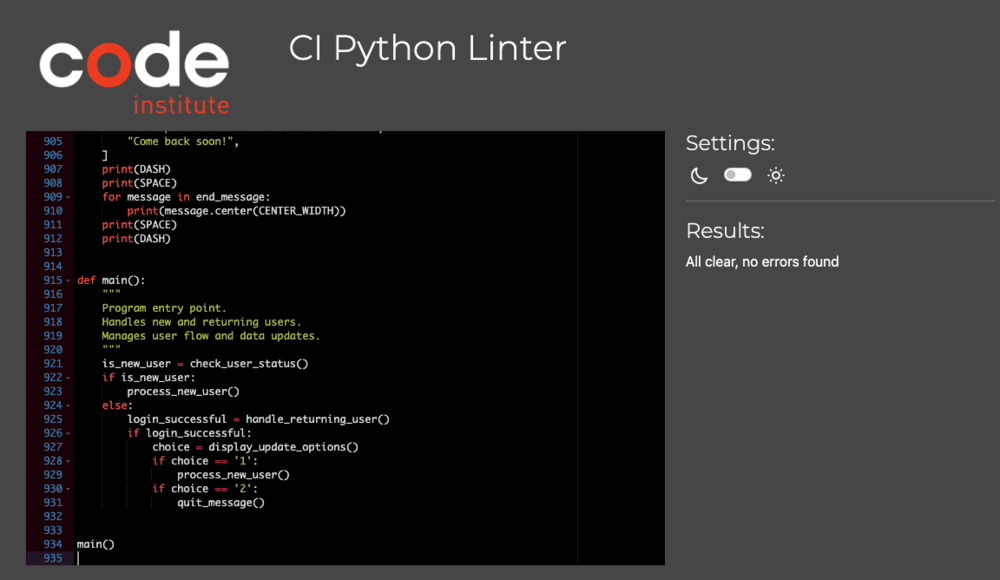 code
institute
CI Python Linter
905 "Come back soon!",
906 ]
907 print(DASH)
908 print(SPACE)
909 for message in end_message:
910 print(message.center(CENTER_WIDTH))
911 print(SPACE)
912 print(DASH)
913
914
915 def main():
916 """
917 Program entry point.
918 Handles new and returning users.
919 Manages user flow and data updates.
920 """
921 is_new_user = check_user_status()
922 if is_new_user:
923 process_new_user()
924 else:
925 login_successful = handle_returning_user()
926 if login_successful:
927 choice = display_update_options()
928 if choice == '1':
929 process_new_user()
930 if choice == '2':
931 quit_message()
932
933
934 main()
935
Settings:
Results:
All clear, no errors found